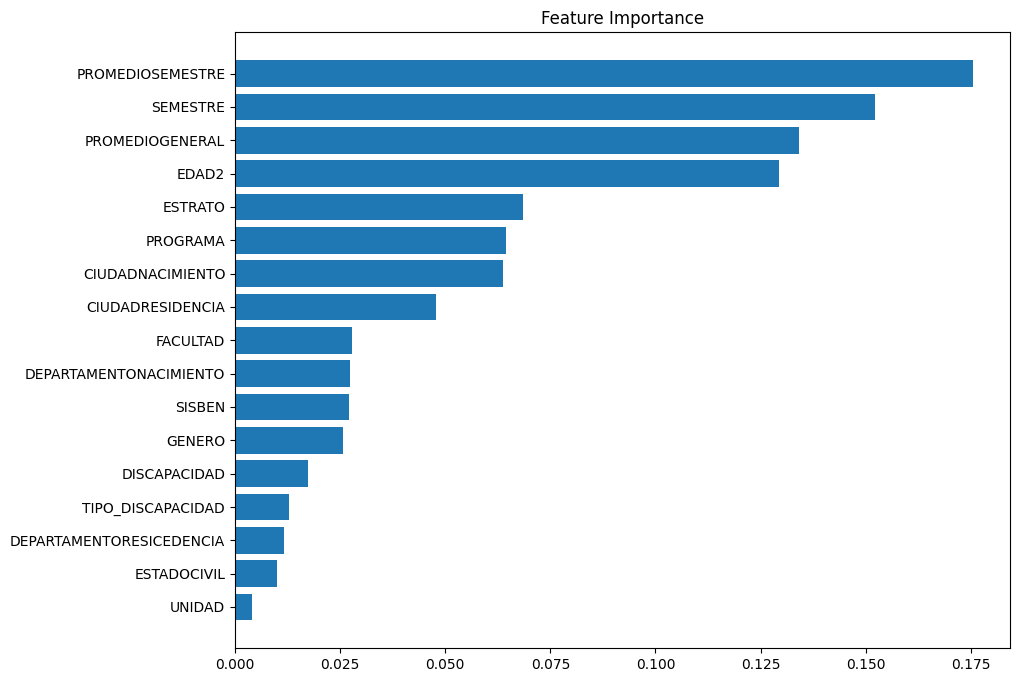 Feature Importance
PROMEDIOSEMESTRE
SEMESTRE
PROMEDIOGENERAL
EDAD2
ESTRATO
PROGRAMA
CIUDADNACIMIENTO
CIUDADRESIDENCIA
FACULTAD
DEPARTAMENTONACIMIENTO
SISBEN
GENERO
DISCAPACIDAD
TIPO_DISCAPACIDAD
DEPARTAMENTORESICEDENCIA
ESTADOCIVIL
UNIDAD
0.000 0.025 0.050 0.075 0.100 0.125 0.150 0.175